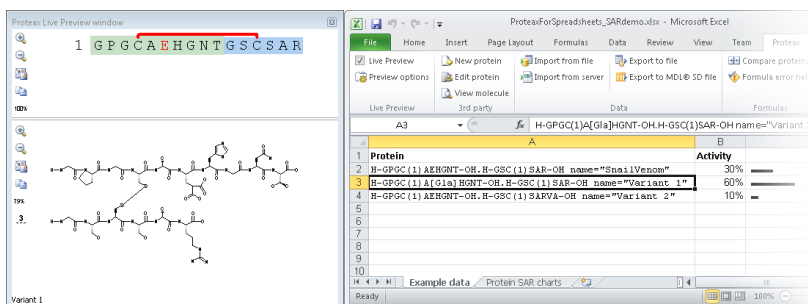 Proteax Live Preview window
1 GPGCAEHGNTGSCSAR
100%
79%
3
Variant 1
ProteaxForSpreadsheets_SARdemo.xlsx - Microsoft Excel
File Home Insert Page Layout Formulas Data Review View Team Proteax
Live Preview New protein Import from file Export to file Compare protein
Preview options Edit protein Import from server Export to MDL® SD file Formula error hel
View molecule
Live Preview 3rd party Data Formulas
A3 fx H-GPGC(1)A[Gla]HGNT-OH.H-GSC(1)SAR-OH name="Variant 1"
A B
1 Protein Activity
2 H-GPGC(1)AEHGNT-OH.H-GSC(1)SAR-OH name="SnailVenom" 30%
3 H-GPGC(1)A[Gla]HGNT-OH.H-GSC(1)SAR-OH name="Variant 1" 60%
4 H-GPGC(1)AEHGNT-OH.H-GSC(1)SARVA-OH name="Variant 2" 10%
5
6
7
8
9
10
Example data Protein SAR charts
Ready 100%